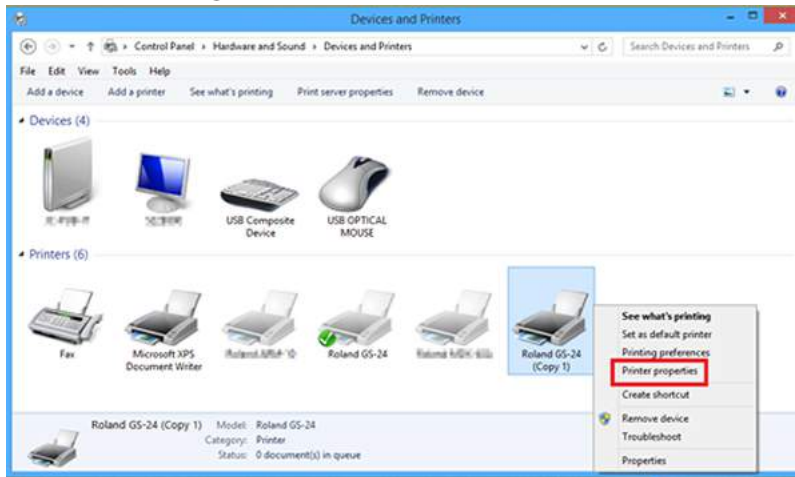 Devices and Printers
Control Panel
Hardware and Sound
Devices and Printers
Search Devices and Printers
File Edit View Tools Help
Add a device Add a printer See what's printing Print server properties Remove device
Devices (4)
USB Composite
Device
USB OPTICAL
MOUSE
Printers (6)
Fax
Microsoft XPS
Document Writer
Roland GS-24
Roland GS-24
(Copy 1)
See what's printing
Set as default printer
Printing preferences
Printer properties
Create shortcut
Remove device
Troubleshoot
Properties
Roland GS-24 (Copy 1) Model: Roland GS-24
Category: Printer
Status: 0 document(s) in queue